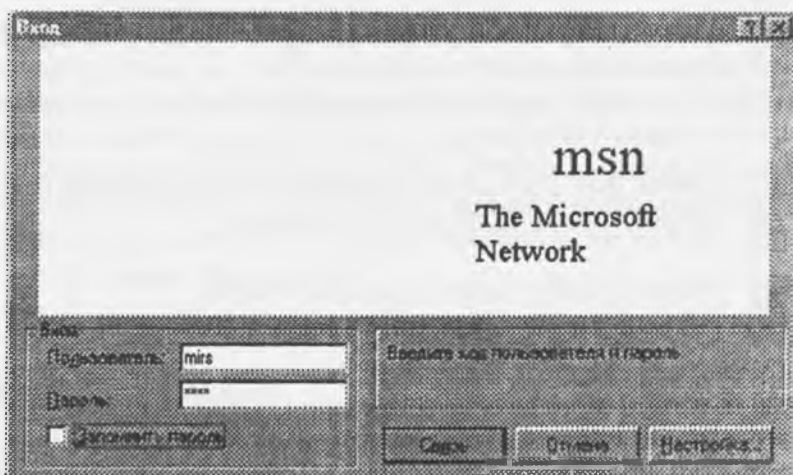 Вход
msn
The Microsoft
Network
Вход
Пользователь: mirs
Введите код пользователя и пароль
Пароль: ****
Запомнить пароль
Связь
Отмена
Настройка...